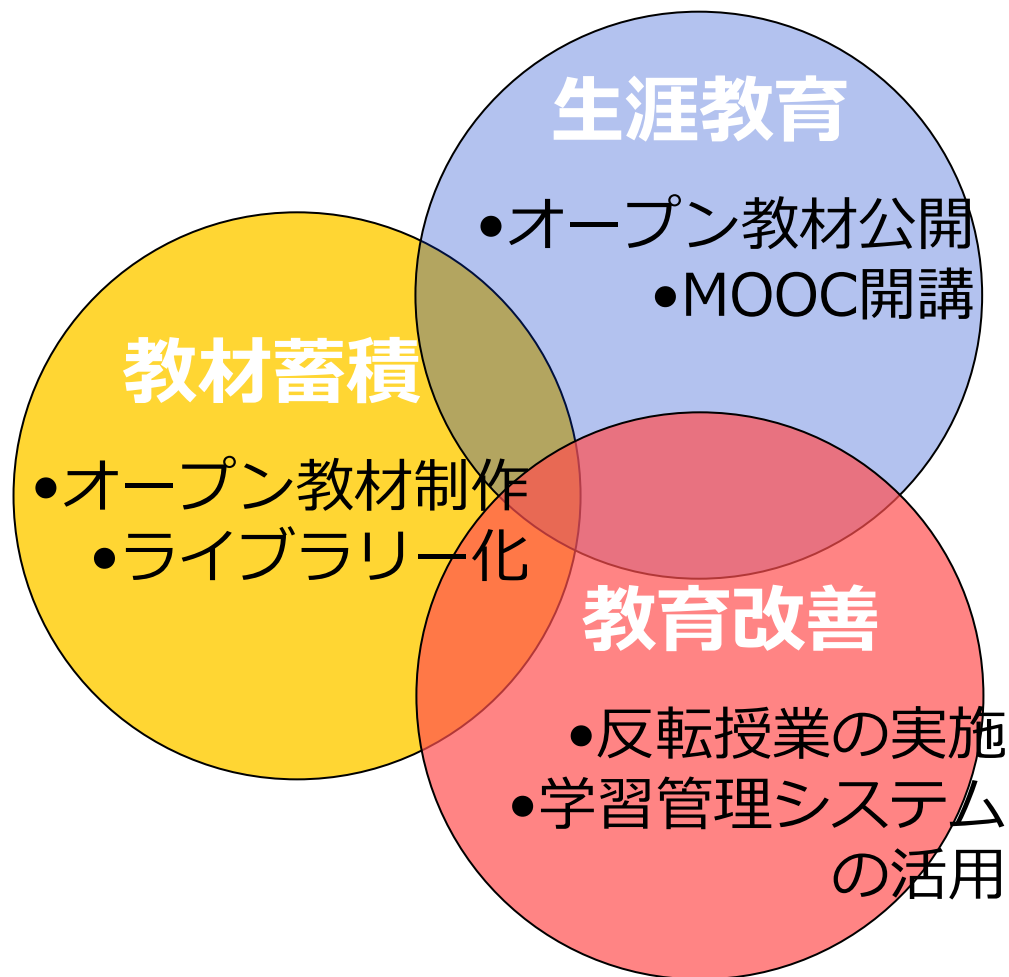 生涯教育
•オープン教材公開
•MOOC開講
教材蓄積
•オープン教材制作
•ライブラリー化
教育改善
•反転授業の実施
•学習管理システム
の活用